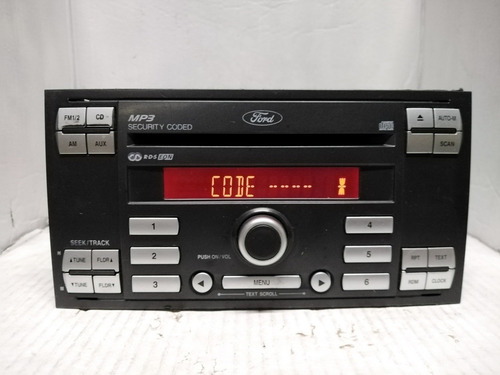 FM1/2 CD
AM AUX
MP3
SECURITY CODED
Ford
AUTO-M
SCAN
RDS EON
CODE ----
1
2
3
4
5
6
SEEK/TRACK
▲TUNE FLDR▲
▼TUNE FLDR▼
PUSH ON/VOL
MENU
TEXT SCROLL
RPT TEXT
RDM CLOCK